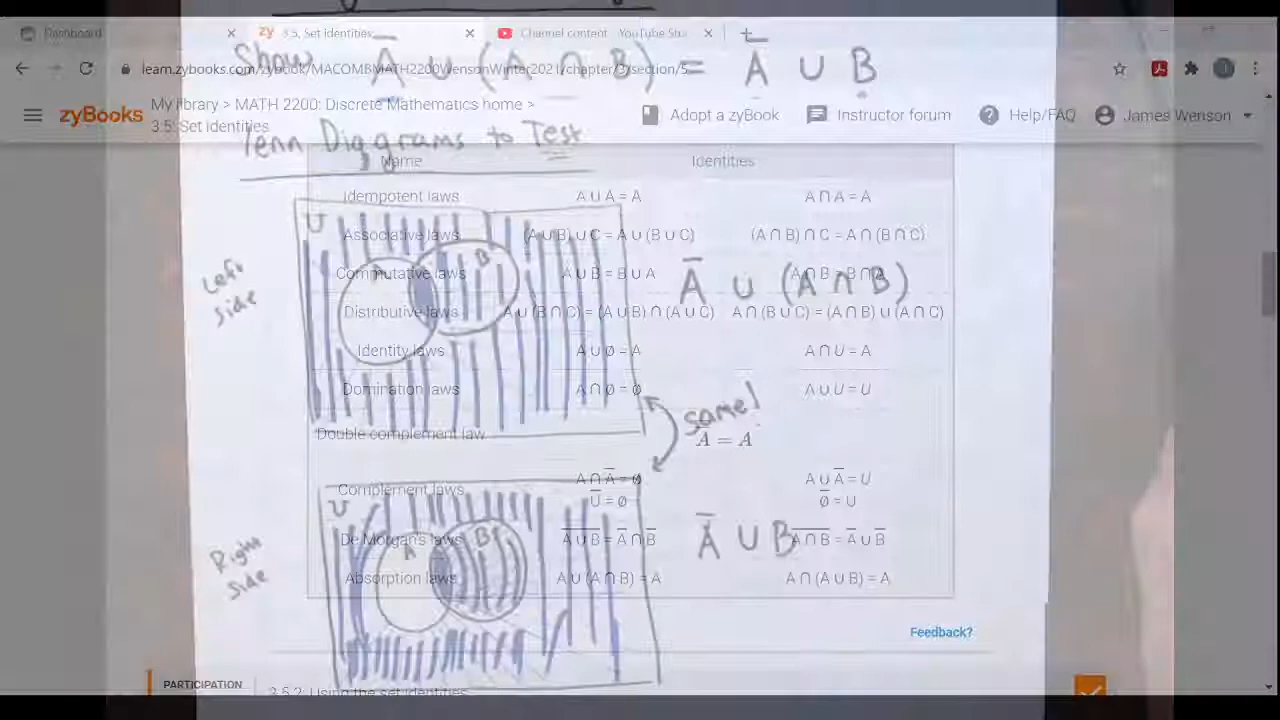 Dashboard
3.5. Set identities
Channel content - YouTube Stu
Show A̅ ∪ (A ∩ B) = A̅ ∪ B
learn.zybooks.com/zybook/MACOMBMATH2200WensonWinter2021/chapter/3/section/5
zyBooks
My library > MATH 2200: Discrete Mathematics home >
3.5: Set identities
Adopt a zyBook
Instructor forum
Help/FAQ
James Wenson
Venn Diagrams to Test
Name Identities
Idempotent laws A ∪ A = A A ∩ A = A
U
Associative laws (A ∪ B) ∪ C = A ∪ (B ∪ C) (A ∩ B) ∩ C = A ∩ (B ∩ C)
A B
Left
side
Commutative laws A ∪ B = B ∪ A A ∩ B = B ∩ A
A̅ ∪ (A ∩ B)
Distributive laws A ∪ (B ∩ C) = (A ∪ B) ∩ (A ∪ C) A ∩ (B ∪ C) = (A ∩ B) ∪ (A ∩ C)
Identity laws A ∪ ∅ = A A ∩ U = A
Domination laws A ∩ ∅ = ∅ A ∪ U = U
same!
Double complement law
= A
Complement laws A ∩ A̅ = ∅ A ∪ A̅ = U
U̅ = ∅ ∅̅ = U
U
A B
Right
side
De Morgan's laws A̅ ̅∪̅ ̅B̅ = A̅ ∩ B̅ A̅ ̅∩̅ ̅B̅ = A̅ ∪ B̅
A̅ ∪ B
Absorption laws A ∪ (A ∩ B) = A A ∩ (A ∪ B) = A
Feedback?
PARTICIPATION
3.5.2: Using the set identities